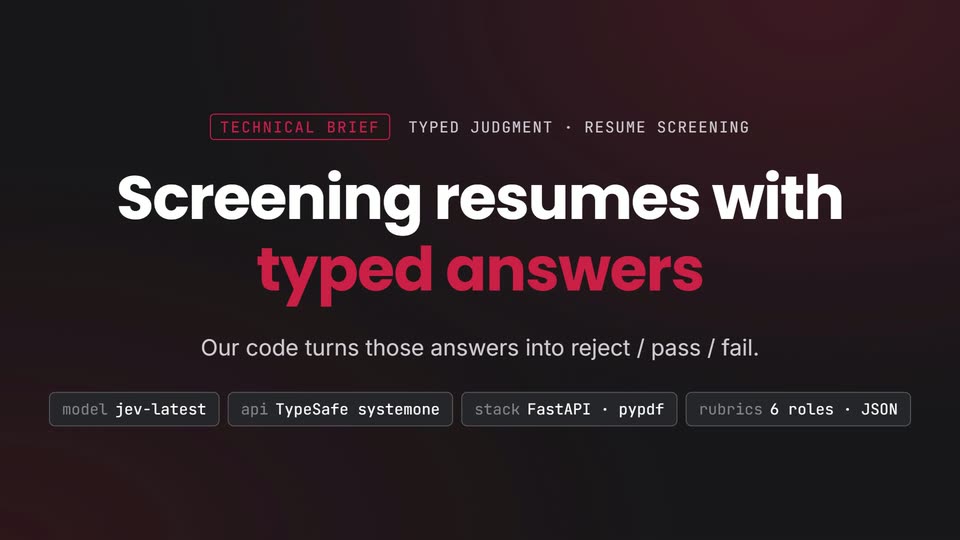 TECHNICAL BRIEF TYPED JUDGMENT · RESUME SCREENING
Screening resumes with
typed answers
Our code turns those answers into reject / pass / fail.
model jev-latest api TypeSafe systemone stack FastAPI · pypdf rubrics 6 roles · JSON